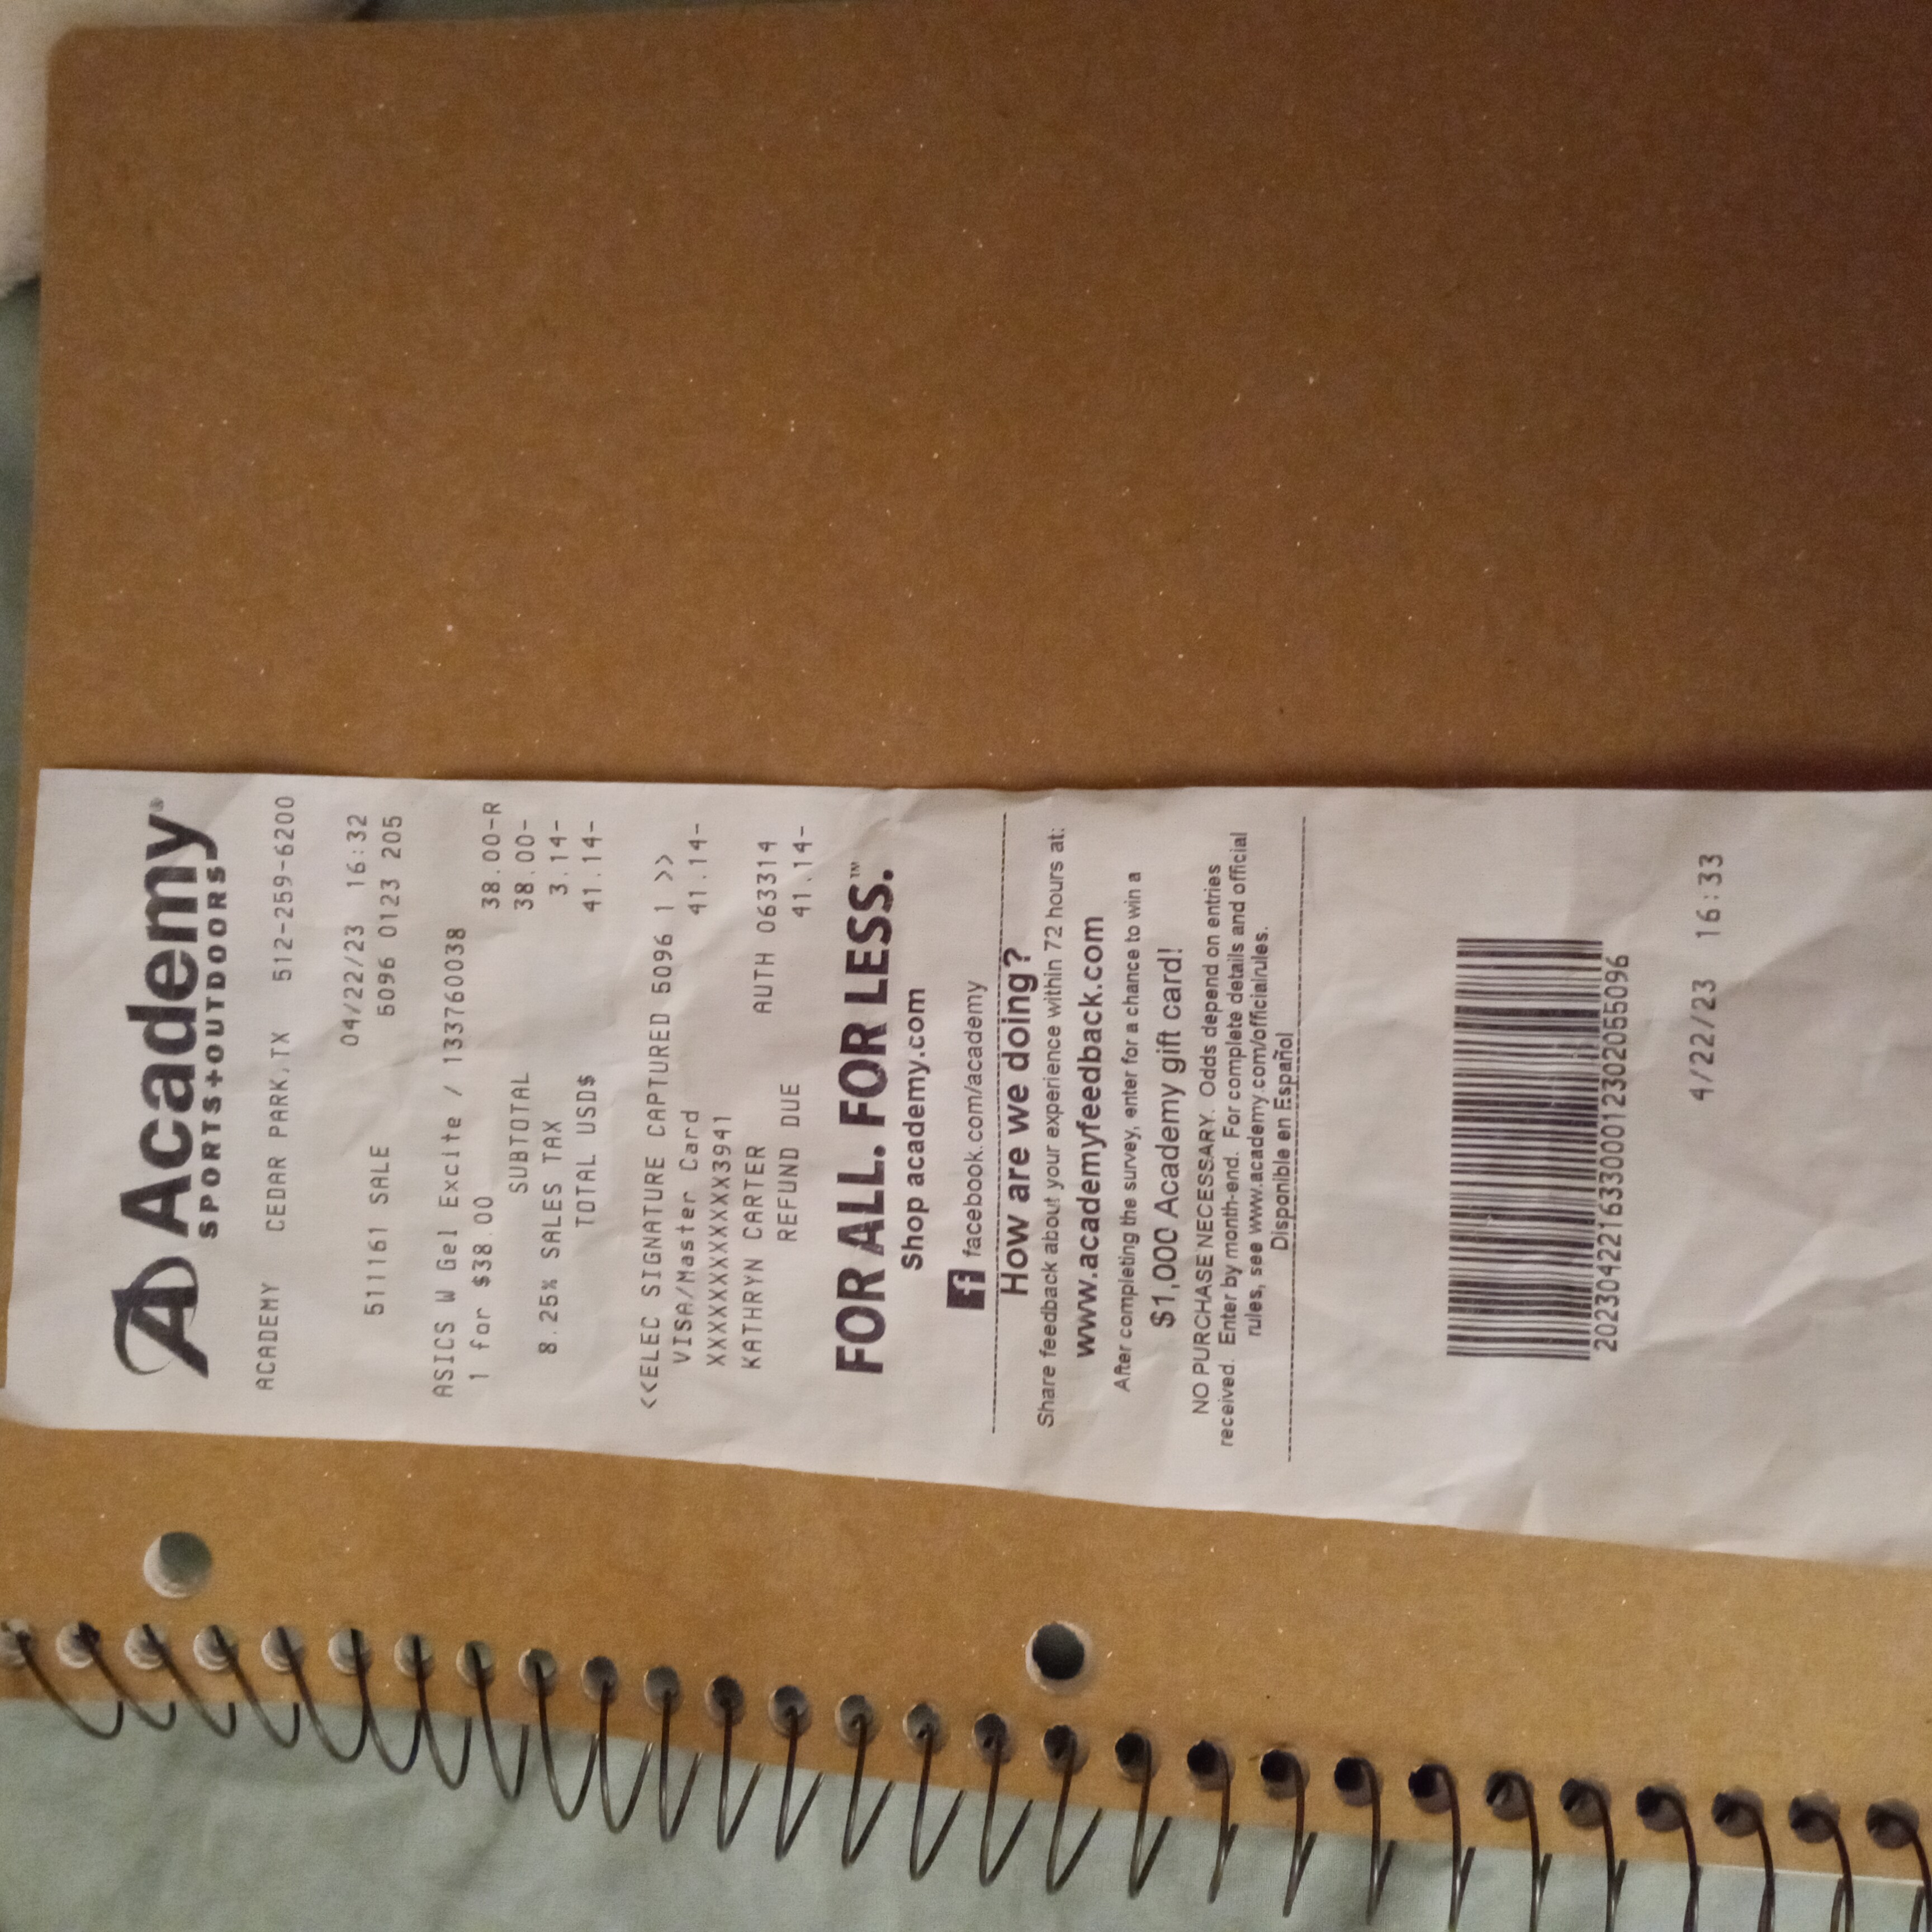 Academy®
SPORTS+OUTDOORS
ACADEMY CEDAR PARK,TX 512-259-6200
04/22/23 16:32
511161 SALE 5096 0123 205
ASICS W Gel Excite / 133760038
1 for $38.00 38.00-R
SUBTOTAL 38.00-
8.25% SALES TAX 3.14-
TOTAL USD$ 41.14-
<<ELEC SIGNATURE CAPTURED 5096 1 >>
VISA/Master Card 41.14-
XXXXXXXXXXXX3941
KATHRYN CARTER AUTH 063314
REFUND DUE 41.14-
FOR ALL. FOR LESS.™
Shop academy.com
f facebook.com/academy
How are we doing?
Share feedback about your experience within 72 hours at:
www.academyfeedback.com
After completing the survey, enter for a chance to win a
$1,000 Academy gift card!
NO PURCHASE NECESSARY. Odds depend on entries
received. Enter by month-end. For complete details and official
rules, see www.academy.com/officialrules.
Disponible en Español
202304221633000123020550​96
4/22/23 16:33